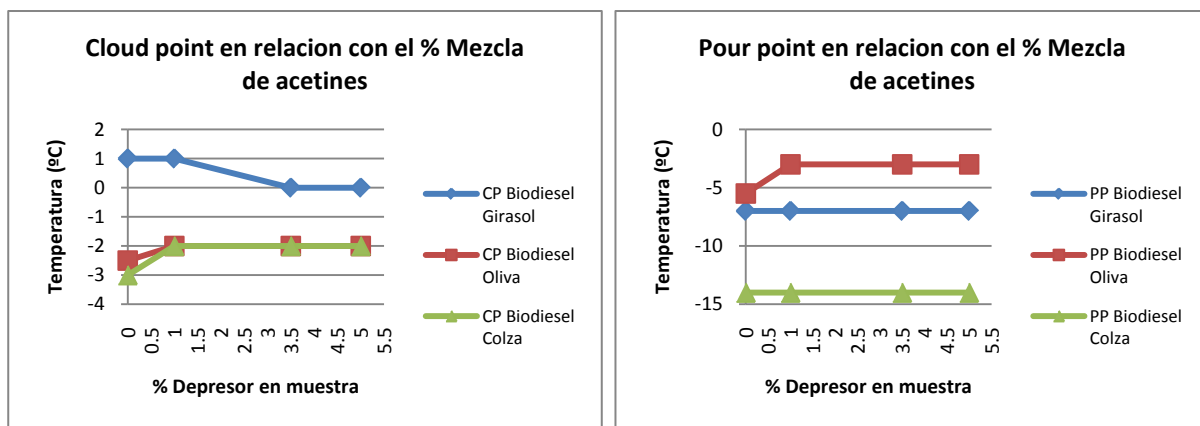 Cloud point en relacion con el % Mezcla
de acetines
Temperatura (ºC)
2
1
0
-1
-2
-3
-4
0
0.5
1
1.5
2
2.5
3
3.5
4
4.5
5
5.5
% Depresor en muestra
CP Biodiesel
Girasol
CP Biodiesel
Oliva
CP Biodiesel
Colza
Pour point en relacion con el % Mezcla
de acetines
Temperatura (ºC)
0
-5
-10
-15
0
0.5
1
1.5
2
2.5
3
3.5
4
4.5
5
5.5
% Depresor en muestra
PP Biodiesel
Girasol
PP Biodiesel
Oliva
PP Biodiesel
Colza